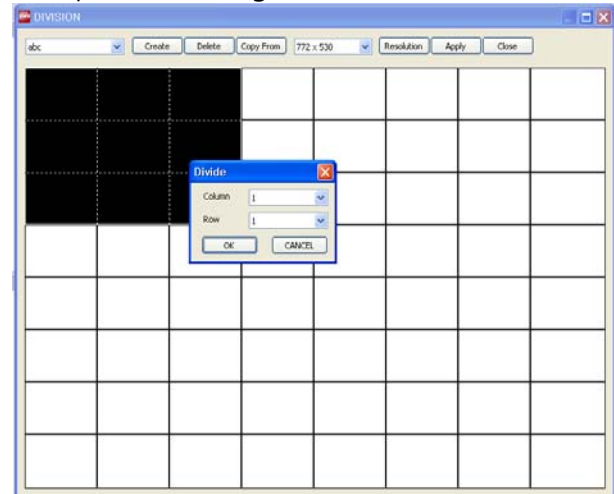 DIVISION
abc Create Delete Copy From 772 x 530 Resolution Apply Close
Divide
Column 1
Row 1
OK CANCEL